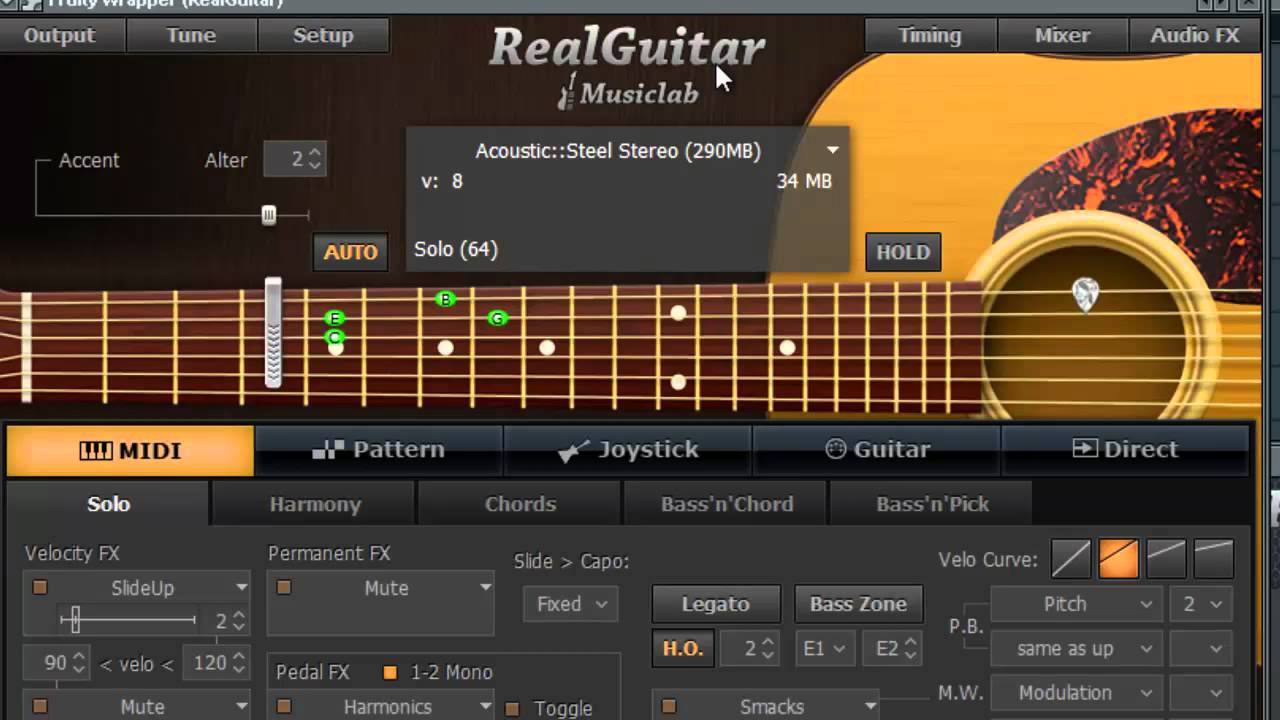 Fruity Wrapper (RealGuitar)
Output Tune Setup RealGuitar Timing Mixer Audio FX
Musiclab
Acoustic::Steel Stereo (290MB)
Accent Alter 2
v: 8 34 MB
AUTO Solo (64) HOLD
B
E G
C
MIDI Pattern Joystick Guitar Direct
Solo Harmony Chords Bass'n'Chord Bass'n'Pick
Velocity FX Permanent FX Slide > Capo: Velo Curve:
SlideUp Mute Fixed Legato Bass Zone Pitch 2
2 P.B.
H.O. 2 E1 E2 same as up
90 < velo < 120 Pedal FX 1-2 Mono
Mute Harmonics Toggle Smacks M.W. Modulation